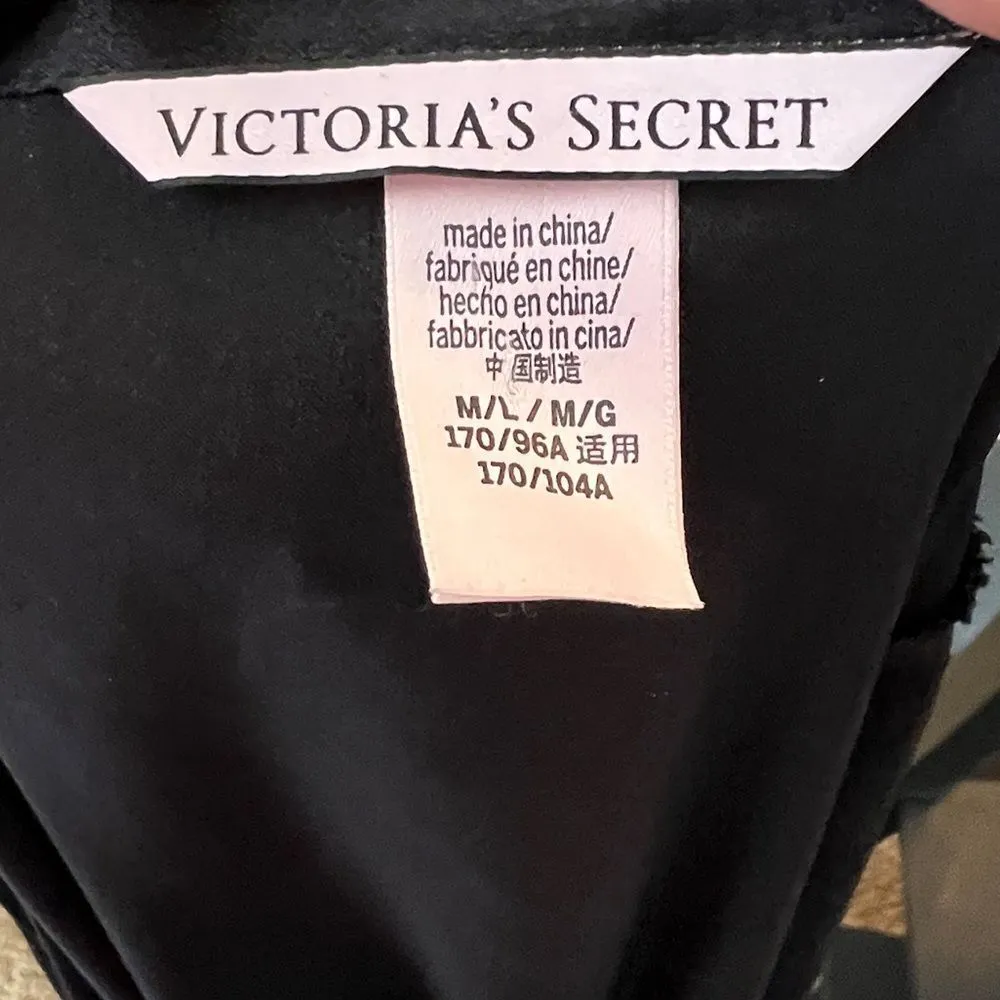 VICTORIA'S SECRET
made in china/
fabriqué en chine/
hecho en china/
fabbricato in cina/
中国制造
M/L / M/G
170/96A 适用
170/104A